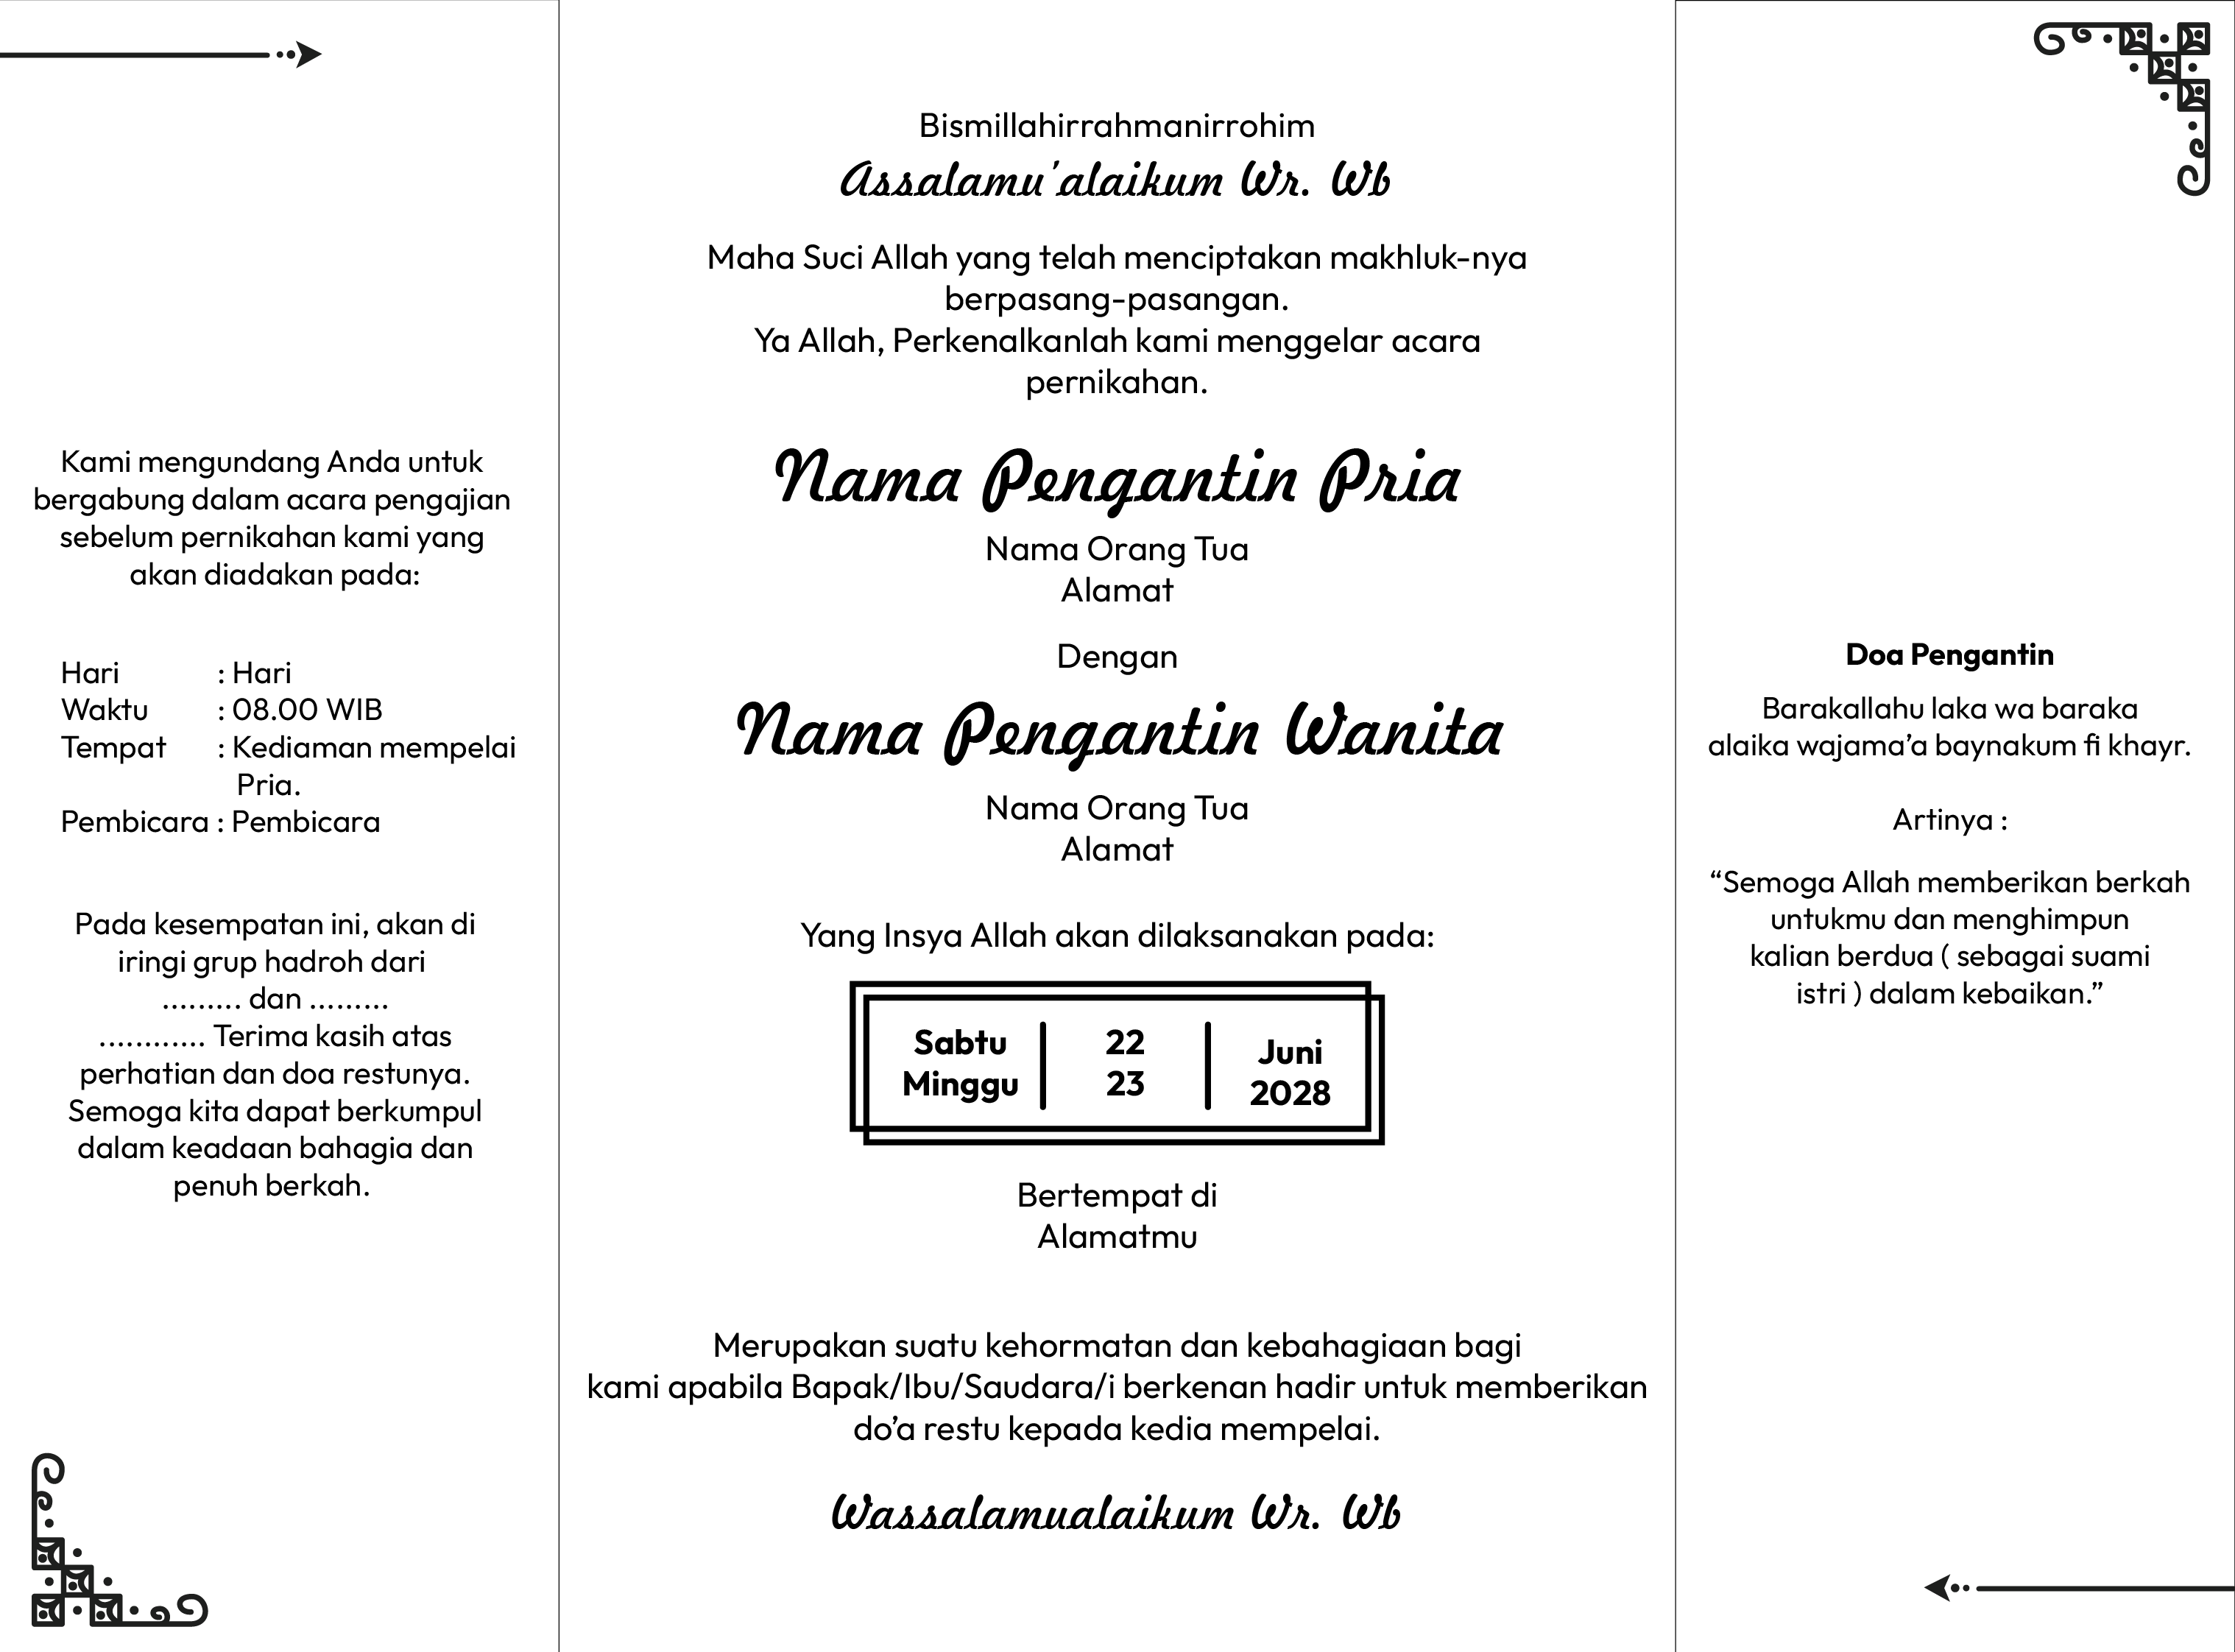 Kami mengundang Anda untuk
bergabung dalam acara pengajian
sebelum pernikahan kami yang
akan diadakan pada:
Hari : Hari
Waktu : 08.00 WIB
Tempat : Kediaman mempelai
Pria.
Pembicara : Pembicara
Pada kesempatan ini, akan di
iringi grup hadroh dari
......... dan .........
............ Terima kasih atas
perhatian dan doa restunya.
Semoga kita dapat berkumpul
dalam keadaan bahagia dan
penuh berkah.
Bismillahirrahmanirrohim
Assalamu'alaikum Wr. Wb
Maha Suci Allah yang telah menciptakan makhluk-nya
berpasang-pasangan.
Ya Allah, Perkenalkanlah kami menggelar acara
pernikahan.
Nama Pengantin Pria
Nama Orang Tua
Alamat
Dengan
Nama Pengantin Wanita
Nama Orang Tua
Alamat
Yang Insya Allah akan dilaksanakan pada:
Sabtu
Minggu
22
23
Juni
2028
Bertempat di
Alamatmu
Merupakan suatu kehormatan dan kebahagiaan bagi
kami apabila Bapak/Ibu/Saudara/i berkenan hadir untuk memberikan
do’a restu kepada kedia mempelai.
Wassalamualaikum Wr. Wb
Doa Pengantin
Barakallahu laka wa baraka
alaika wajama’a baynakum fi khayr.
Artinya :
“Semoga Allah memberikan berkah
untukmu dan menghimpun
kalian berdua ( sebagai suami
istri ) dalam kebaikan.”